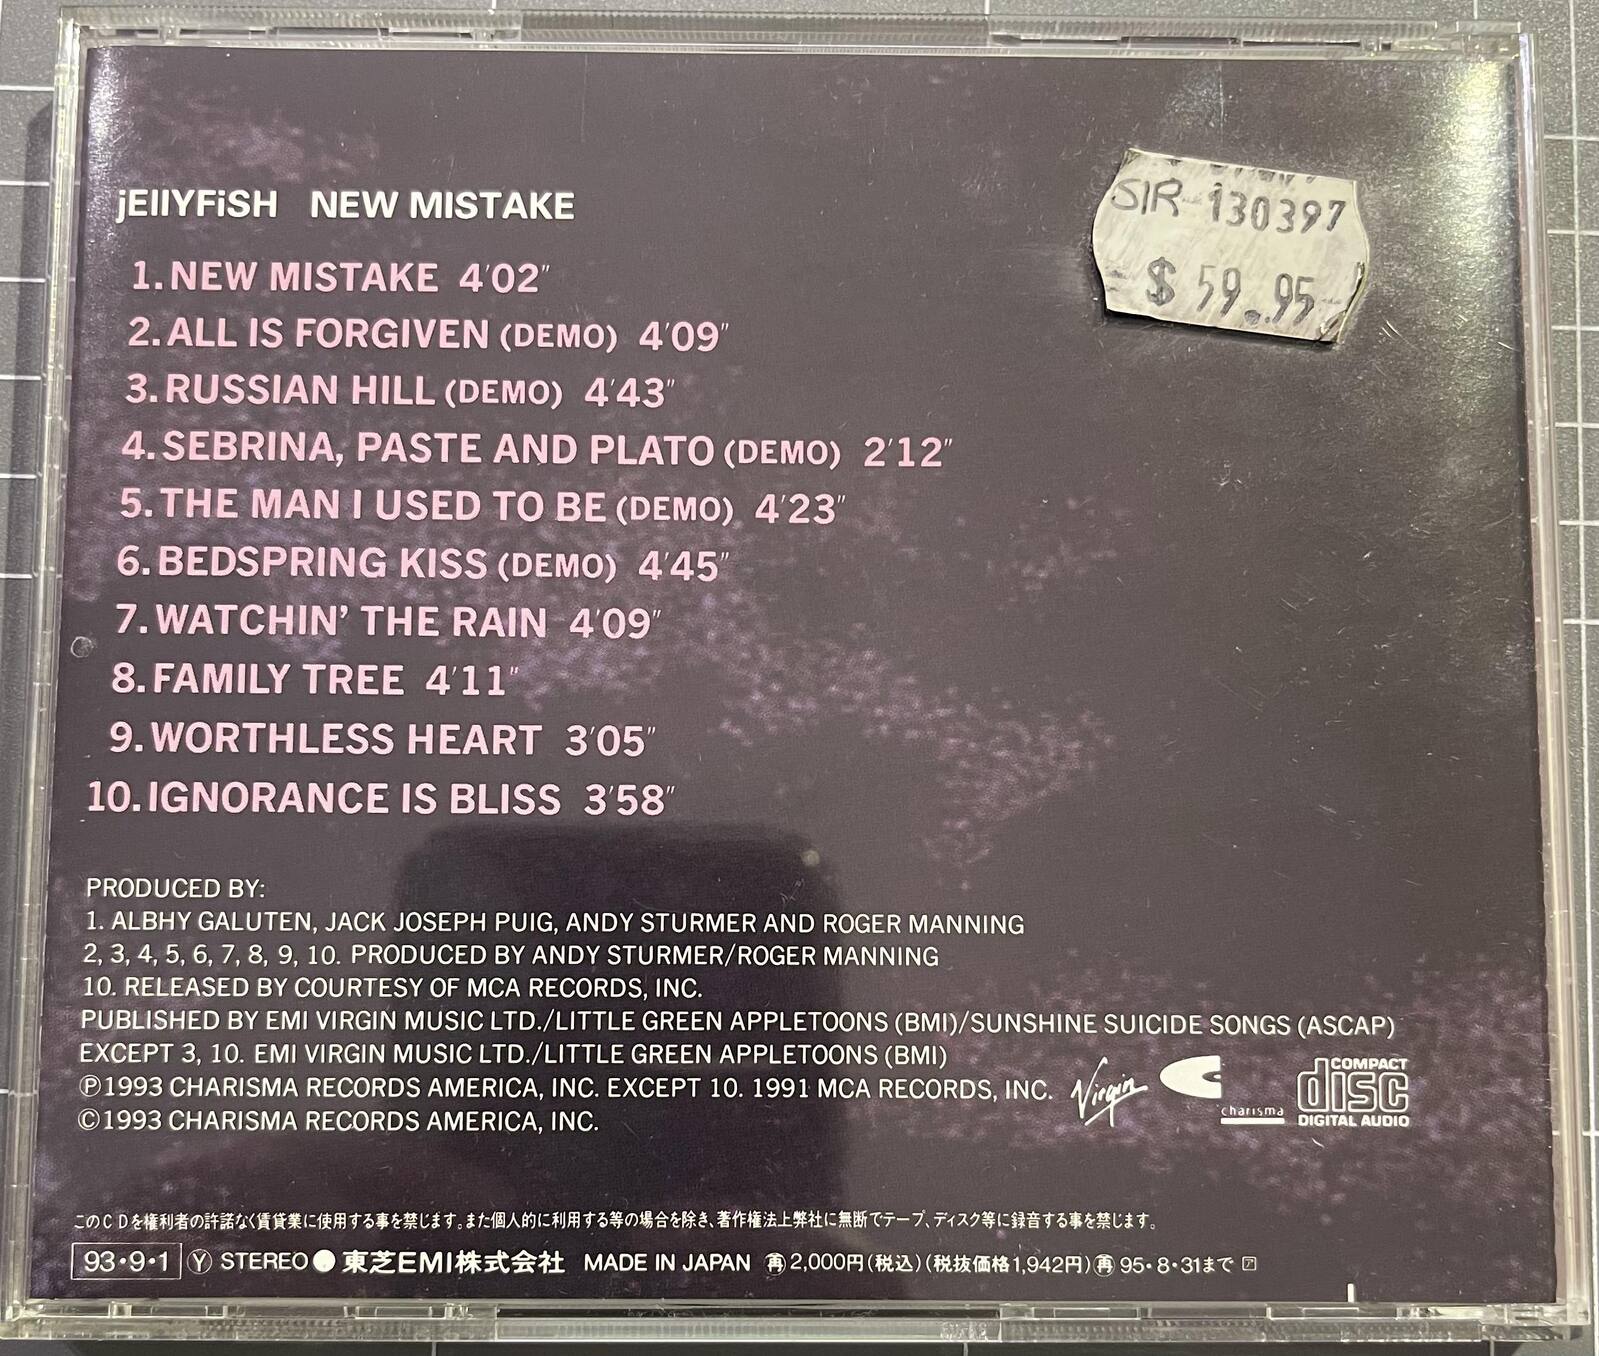 jEllYFiSH NEW MISTAKE
1. NEW MISTAKE 4'02"
2. ALL IS FORGIVEN (DEMO) 4'09"
3. RUSSIAN HILL (DEMO) 4'43"
4. SEBRINA, PASTE AND PLATO (DEMO) 2'12"
5. THE MAN I USED TO BE (DEMO) 4'23"
6. BEDSPRING KISS (DEMO) 4'45"
7. WATCHIN' THE RAIN 4'09"
8. FAMILY TREE 4'11"
9. WORTHLESS HEART 3'05"
10. IGNORANCE IS BLISS 3'58"
SIR 130397
$ 59.95
PRODUCED BY:
1. ALBHY GALUTEN, JACK JOSEPH PUIG, ANDY STURMER AND ROGER MANNING
2, 3, 4, 5, 6, 7, 8, 9, 10. PRODUCED BY ANDY STURMER/ROGER MANNING
10. RELEASED BY COURTESY OF MCA RECORDS, INC.
PUBLISHED BY EMI VIRGIN MUSIC LTD./LITTLE GREEN APPLETOONS (BMI)/SUNSHINE SUICIDE SONGS (ASCAP)
EXCEPT 3, 10. EMI VIRGIN MUSIC LTD./LITTLE GREEN APPLETOONS (BMI)
Ⓟ1993 CHARISMA RECORDS AMERICA, INC. EXCEPT 10. 1991 MCA RECORDS, INC.
©1993 CHARISMA RECORDS AMERICA, INC.
Virgin
charisma
COMPACT
disc
DIGITAL AUDIO
このCDを権利者の許諾なく賃貸業に使用する事を禁じます。また個人的に利用する等の場合を除き、著作権法上弊社に無断でテープ、ディスク等に録音する事を禁じます。
93・9・1 Ⓨ STEREO ● 東芝EMI株式会社 MADE IN JAPAN 再 2,000円(税込)(税抜価格1,942円) 再 95・8・31まで ア